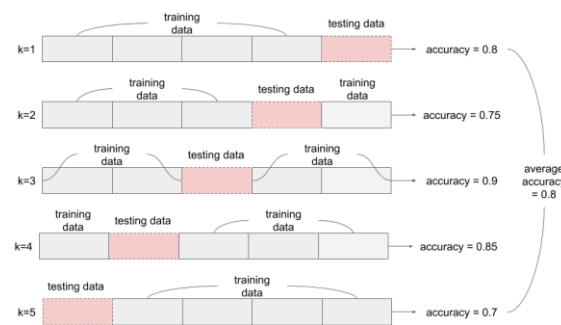 training
data
testing data
k=1
accuracy = 0.8
training
data
testing data
training
data
k=2
accuracy = 0.75
training
data
testing data
training
data
k=3
accuracy = 0.9
average
accuracy
= 0.8
training
data
testing data
training
data
k=4
accuracy = 0.85
testing data
training
data
k=5
accuracy = 0.7